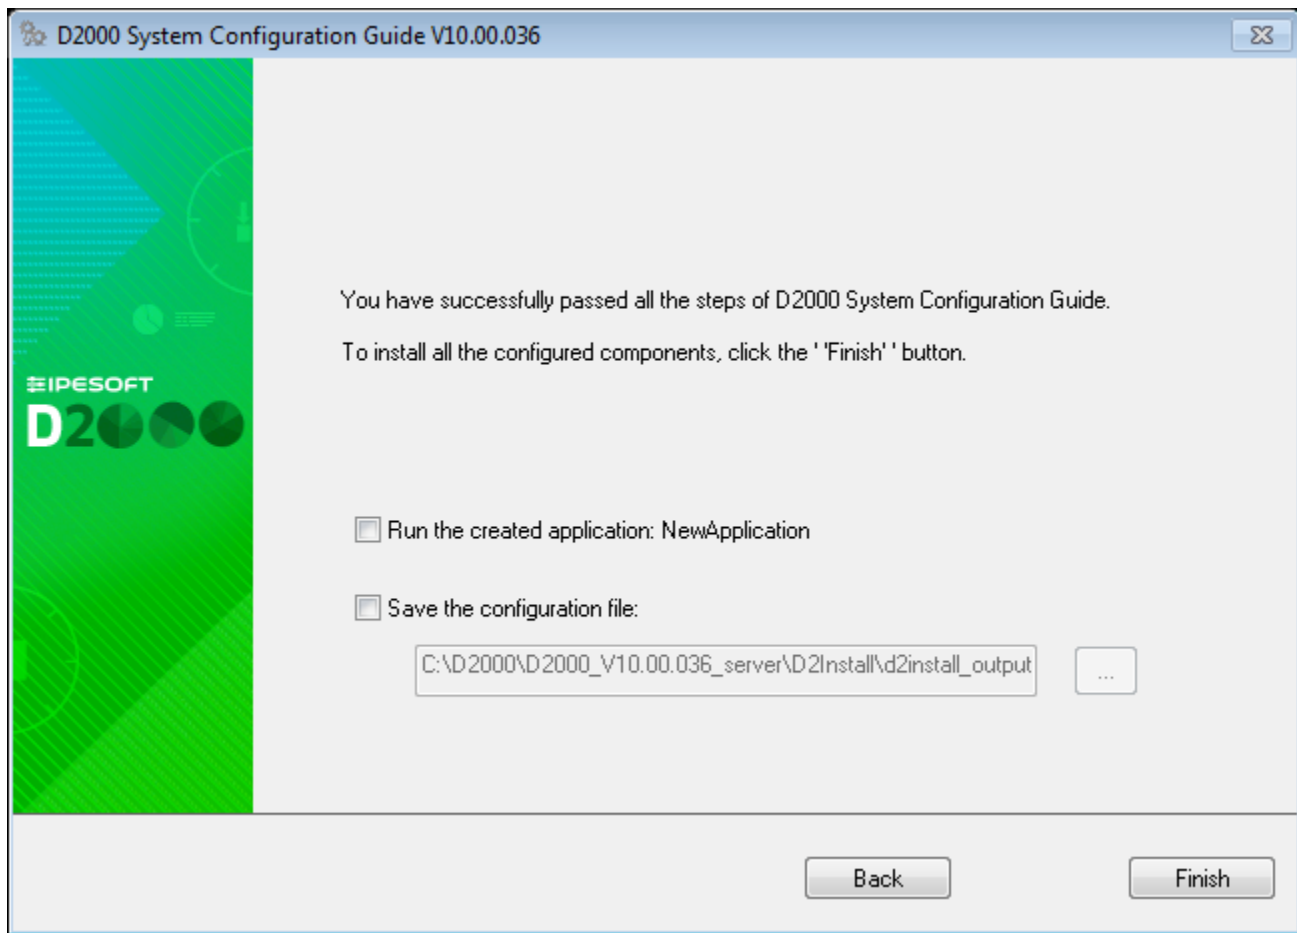 D2000 System Configuration Guide V10.00.036
You have successfully passed all the steps of D2000 System Configuration Guide.
To install all the configured components, click the ' 'Finish' ' button.
IPESOFT
D2000
Run the created application: NewApplication
Save the configuration file:
C:\D2000\D2000_V10.00.036_server\D2Install\d2install_output
...
Back
Finish